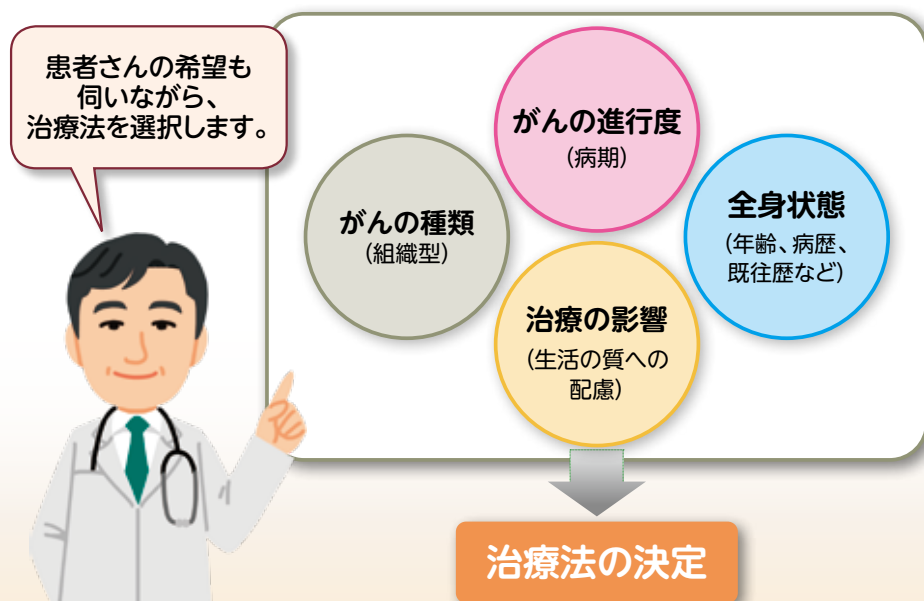 患者さんの希望も
伺いながら、
治療法を選択します。
がんの進行度
(病期)
がんの種類
(組織型)
全身状態
(年齢、病歴、
既往歴など)
治療の影響
(生活の質への
配慮)
治療法の決定